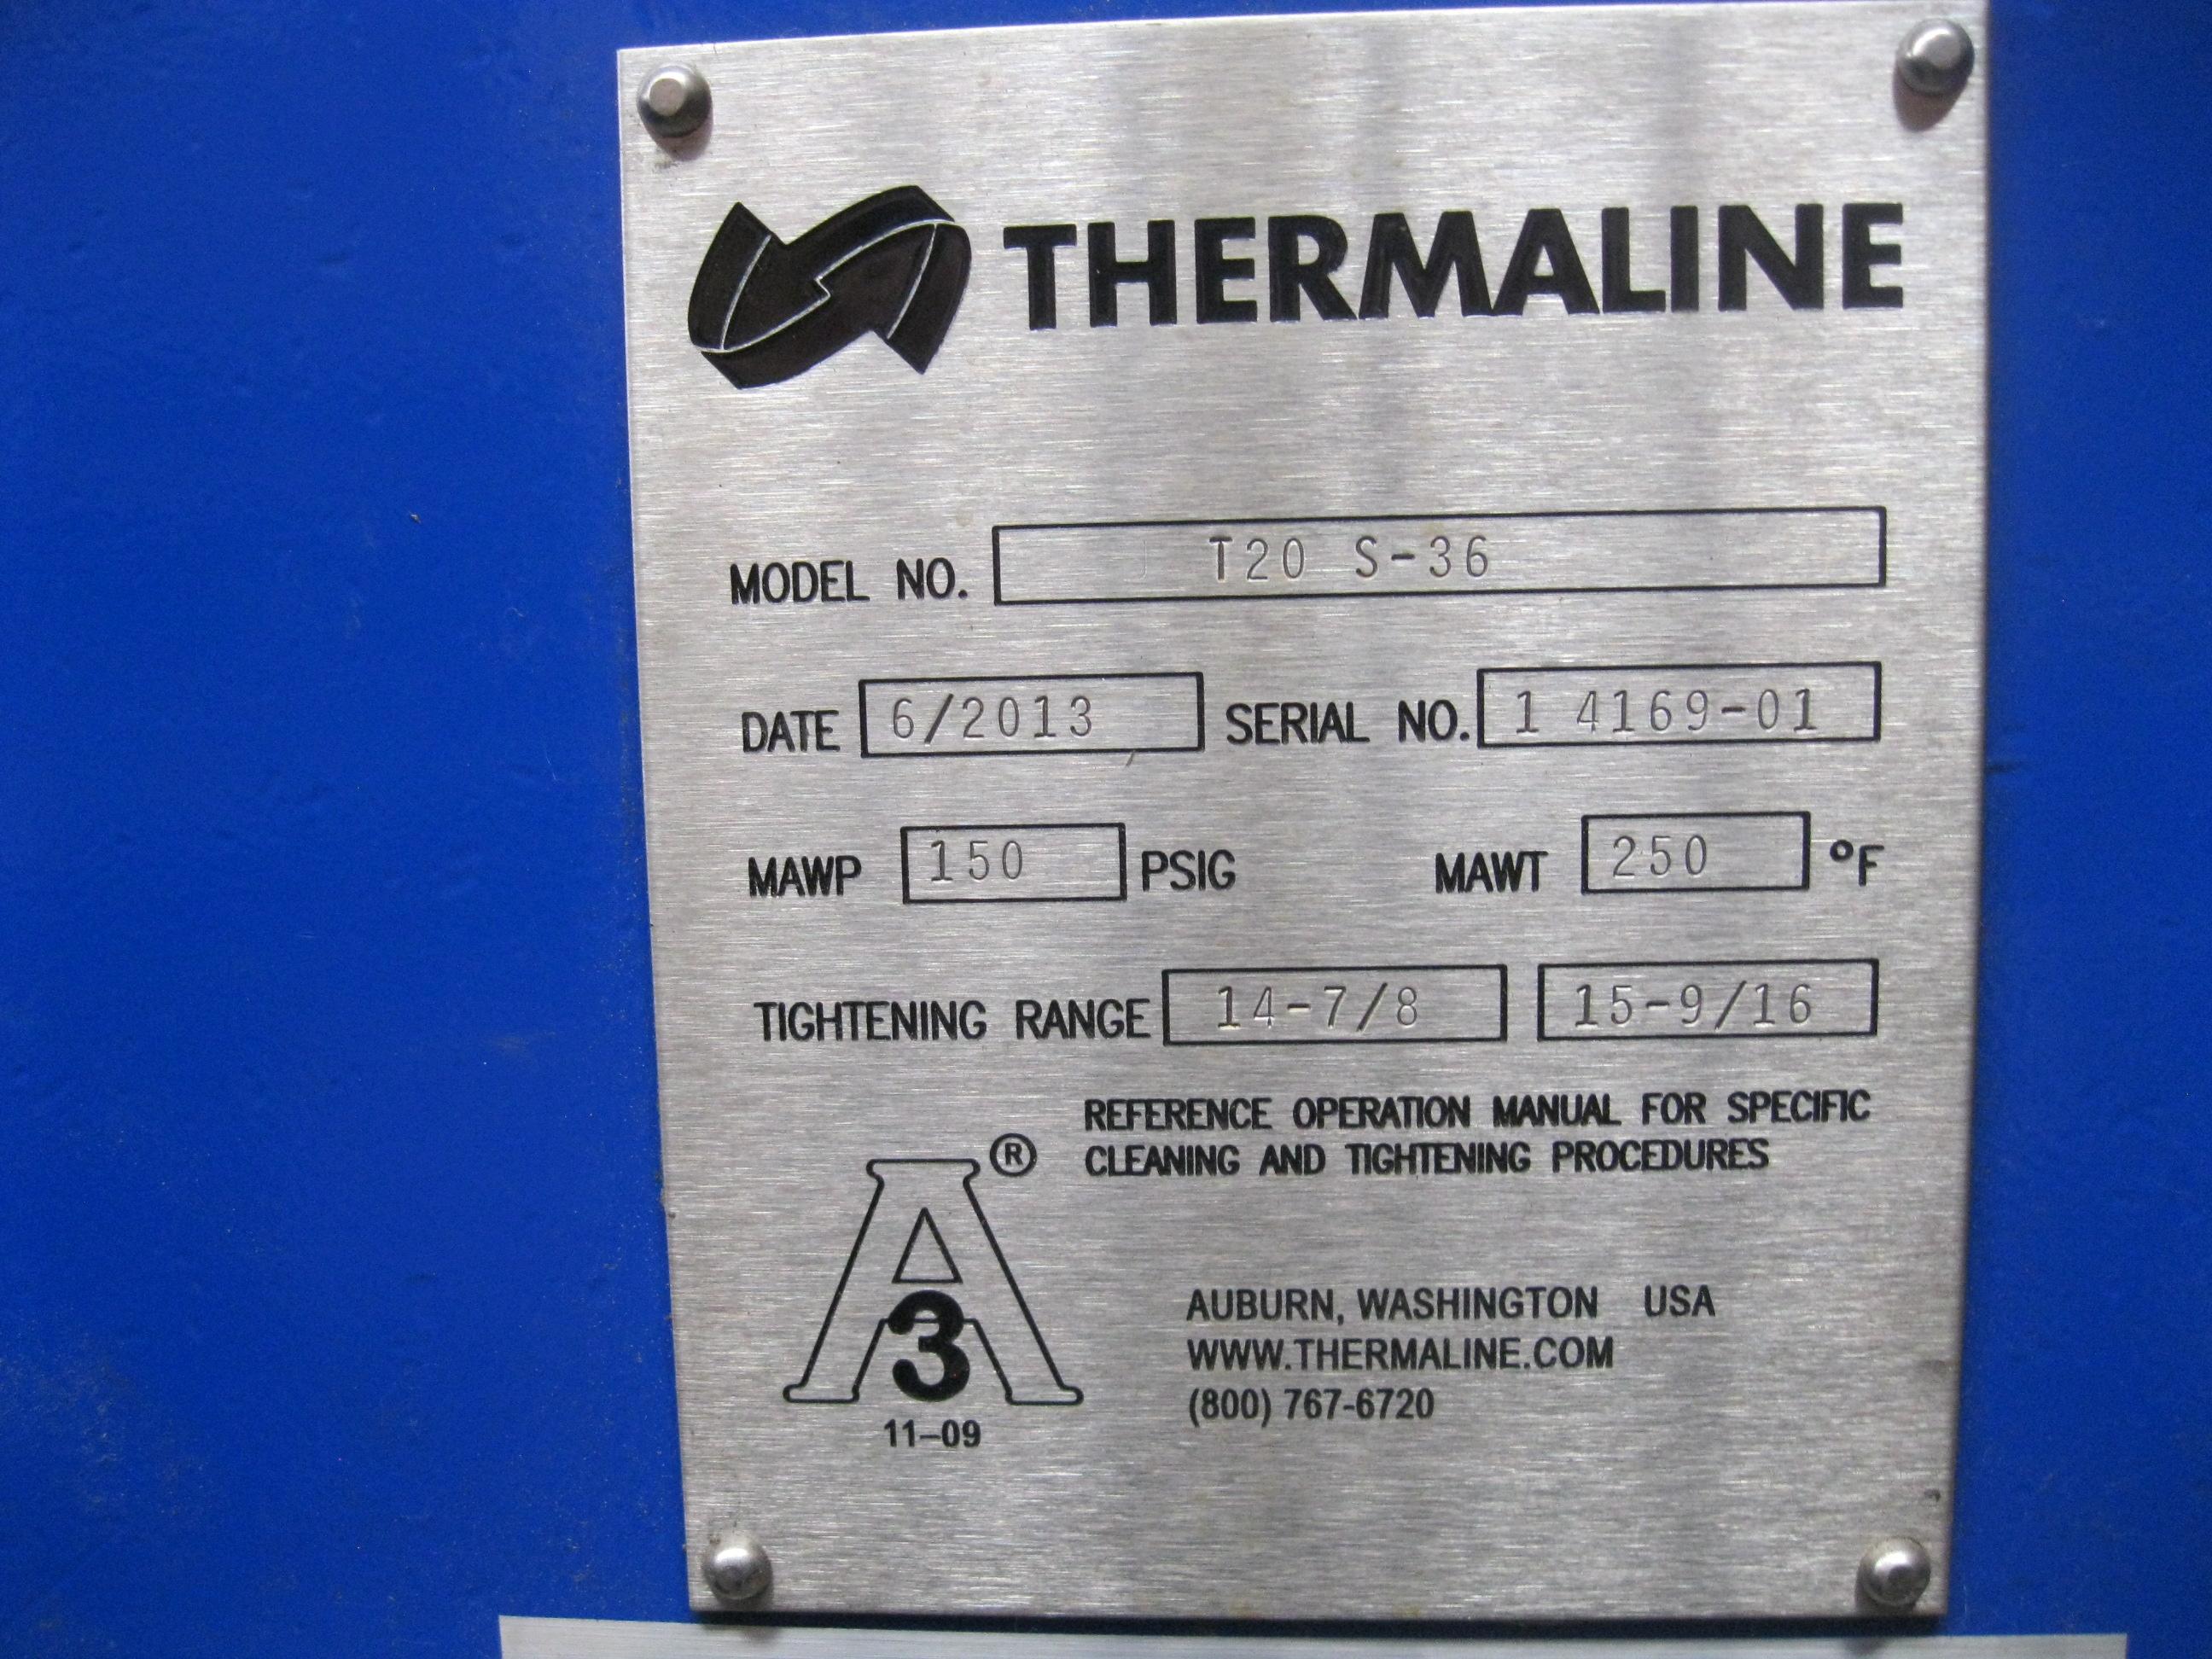 THERMALINE
MODEL NO. T20 S-36
DATE 6/2013 SERIAL NO. 1 4169-01
MAWP 150 PSIG MAWT 250 °F
TIGHTENING RANGE 14-7/8 15-9/16
REFERENCE OPERATION MANUAL FOR SPECIFIC
CLEANING AND TIGHTENING PROCEDURES
A ®
3
11-09
AUBURN, WASHINGTON USA
WWW.THERMALINE.COM
(800) 767-6720